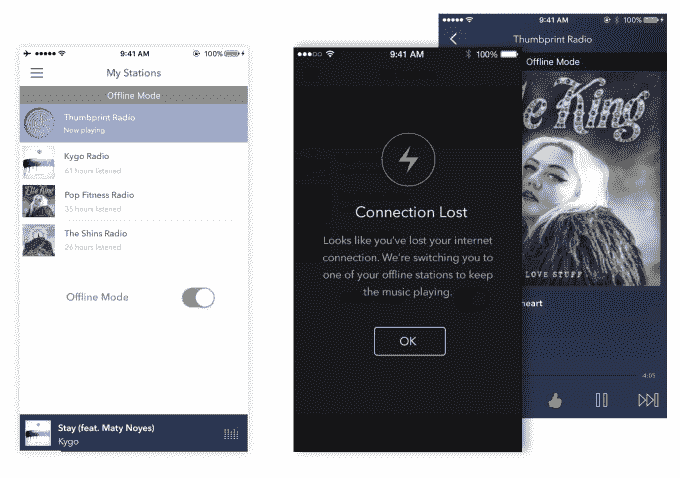 9:41 AM
100%
My Stations
Offline Mode
Thumbprint Radio
Now playing
Kygo Radio
61 hours listened
Pop Fitness Radio
35 hours listened
The Shins Radio
26 hours listened
Offline Mode
Stay (feat. Maty Noyes)
Kygo
9:41 AM
100%
Connection Lost
Looks like you've lost your internet
connection. We're switching you to
one of your offline stations to keep
the music playing.
OK
9:41 AM
100%
Thumbprint Radio
Offline Mode
King
LOVE STUFF
heart
-4:05